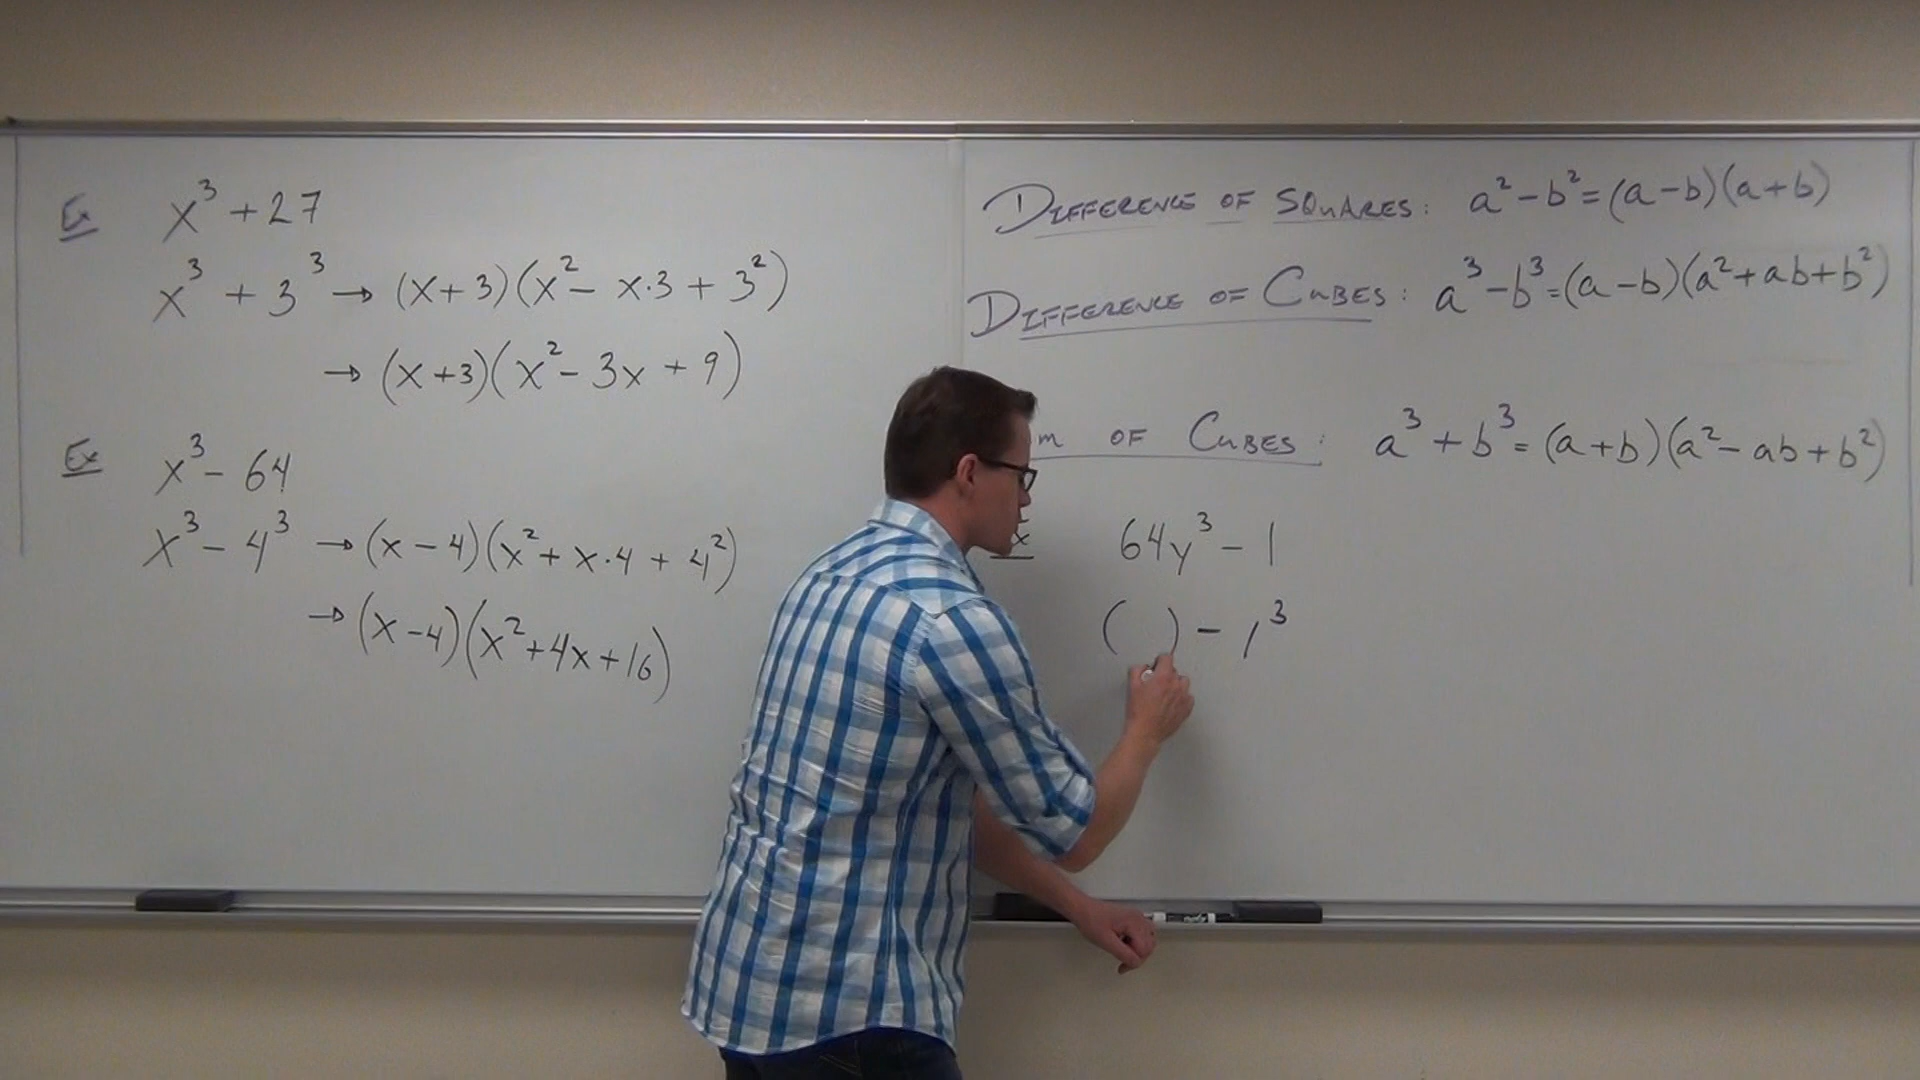 Ex x³ + 27
x³ + 3³ → (x + 3)(x² - x·3 + 3²)
→ (x + 3)(x² - 3x + 9)
Ex x³ - 64
x³ - 4³ → (x - 4)(x² + x·4 + 4²)
→ (x - 4)(x² + 4x + 16)
DIFFERENCE OF SQUARES: a² - b² = (a - b)(a + b)
DIFFERENCE OF CUBES: a³ - b³ = (a - b)(a² + ab + b²)
m OF CUBES: a³ + b³ = (a + b)(a² - ab + b²)
x 64y³ - 1
( ) - 1³